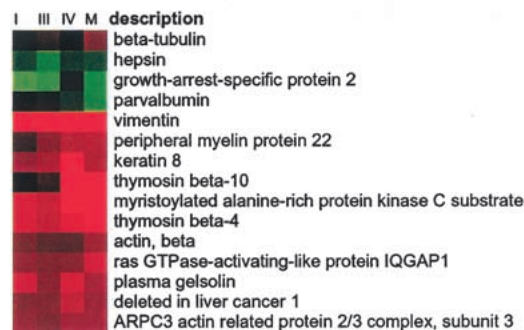 I III IV M description
beta-tubulin
hepsin
growth-arrest-specific protein 2
parvalbumin
vimentin
peripheral myelin protein 22
keratin 8
thymosin beta-10
myristoylated alanine-rich protein kinase C substrate
thymosin beta-4
actin, beta
ras GTPase-activating-like protein IQGAP1
plasma gelsolin
deleted in liver cancer 1
ARPC3 actin related protein 2/3 complex, subunit 3